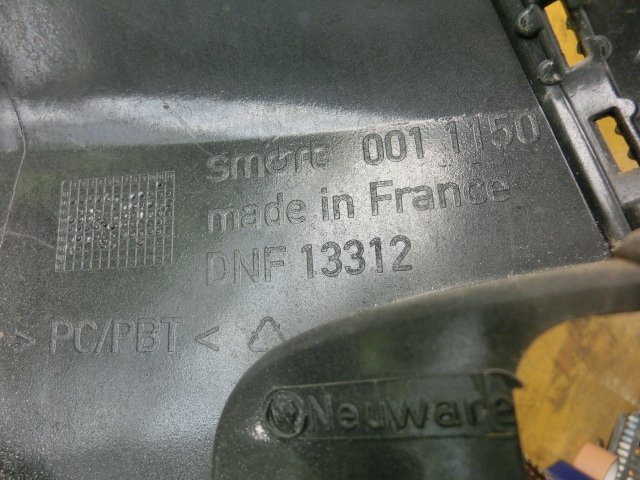 smart 001 1150
made in France
DNF 13312
> PC/PBT <
Neuware